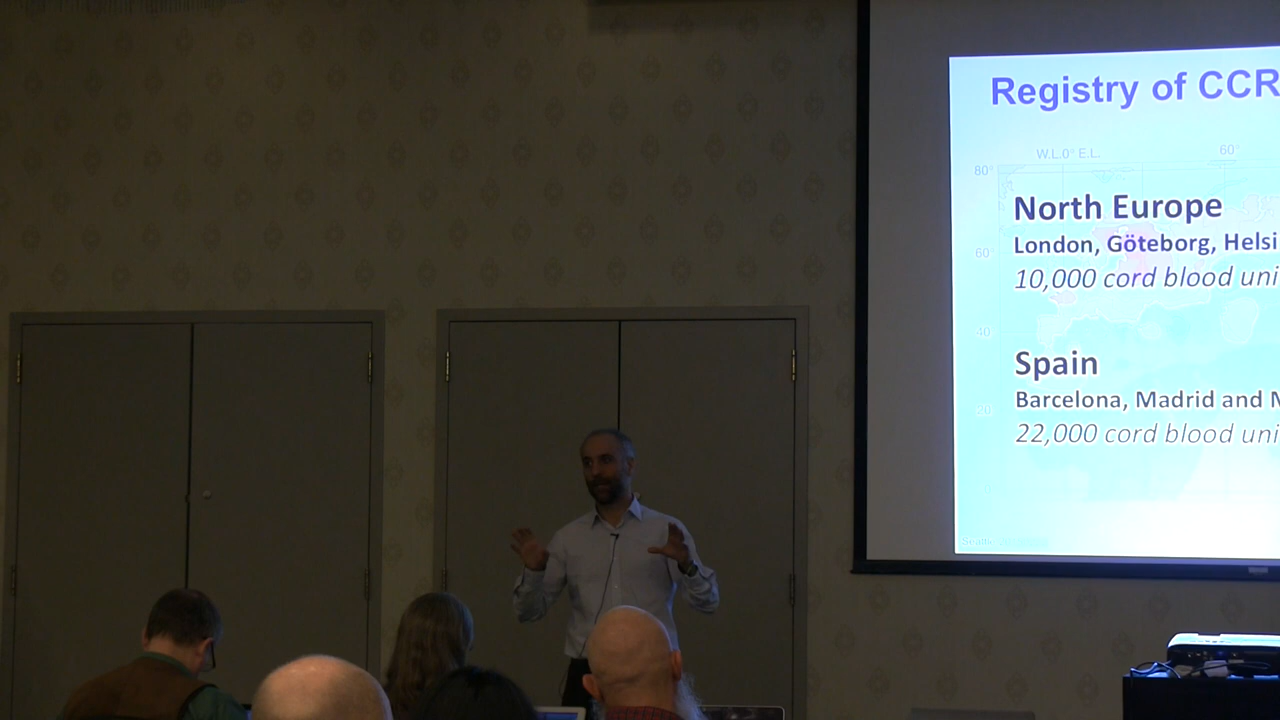 Registry of CCR
W.L.0° E.L.
60°
80°
North Europe
London, Göteborg, Helsi
60°
10,000 cord blood uni
40
Spain
Barcelona, Madrid and M
20
22,000 cord blood uni